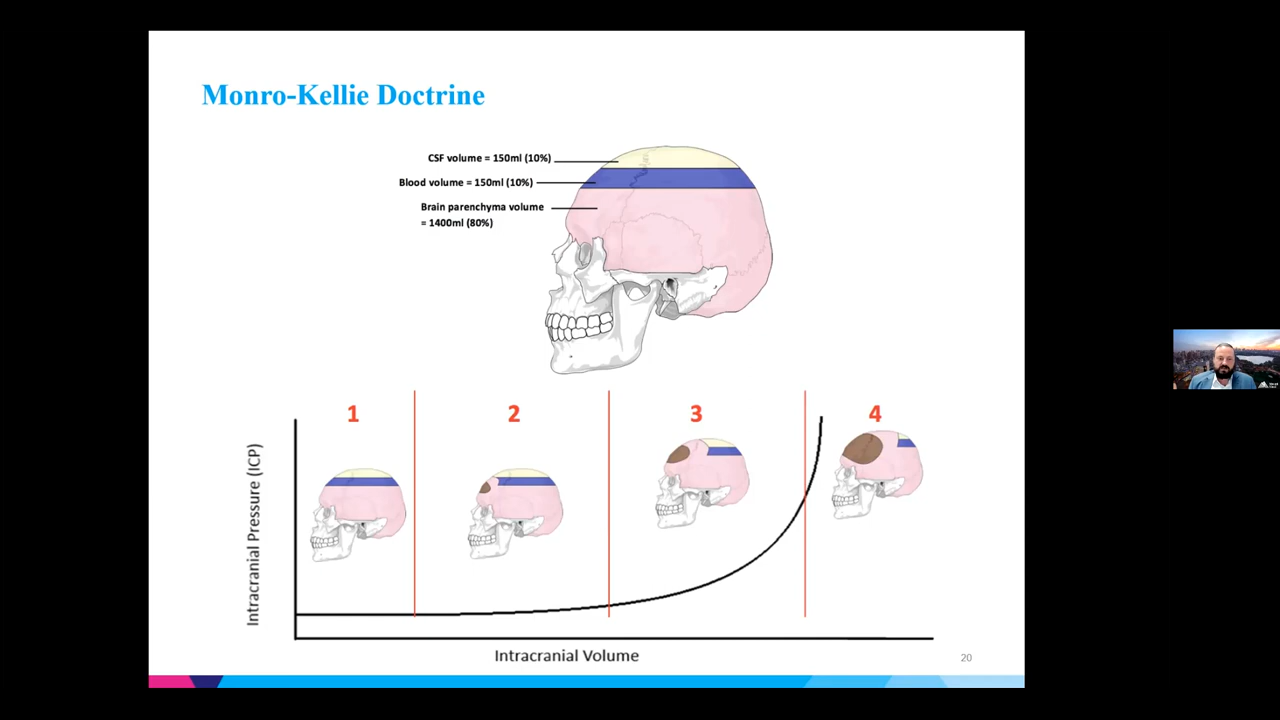 Monro-Kellie Doctrine
CSF volume = 150ml (10%)
Blood volume = 150ml (10%)
Brain parenchyma volume
= 1400ml (80%)
1
2
3
4
Intracranial Pressure (ICP)
Intracranial Volume
20